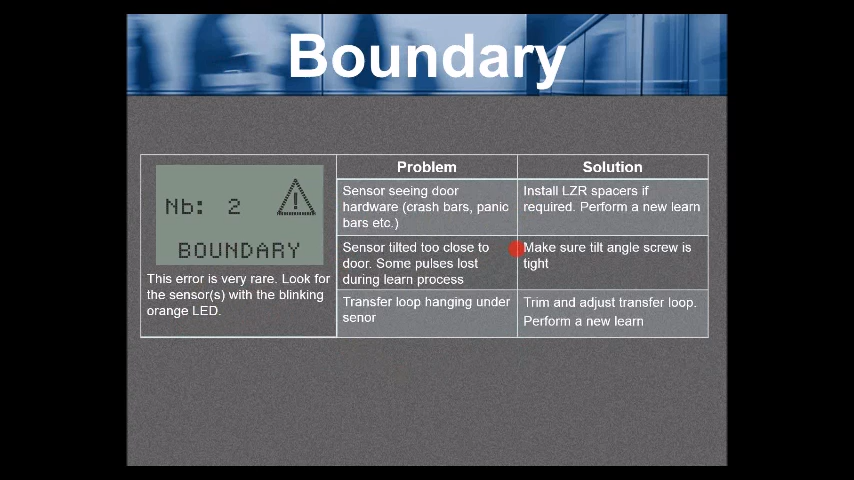 Boundary
Nb: 2
BOUNDARY
This error is very rare. Look for
the sensor(s) with the blinking
orange LED.
Problem
Solution
Sensor seeing door
hardware (crash bars, panic
bars etc.)
Install LZR spacers if
required. Perform a new learn
Sensor tilted too close to
door. Some pulses lost
during learn process
Make sure tilt angle screw is
tight
Transfer loop hanging under
senor
Trim and adjust transfer loop.
Perform a new learn